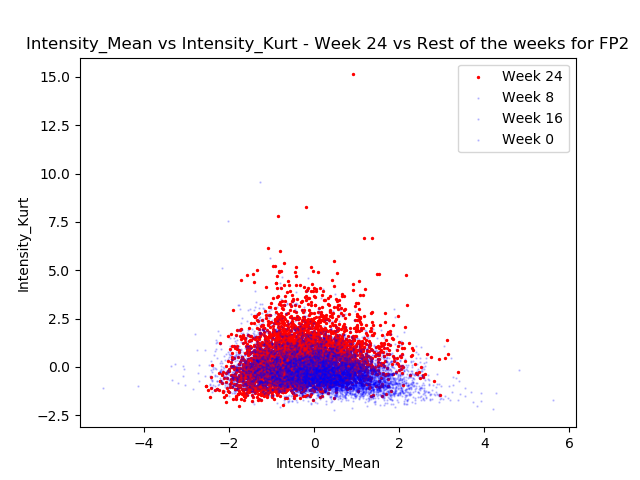 Intensity_Mean vs Intensity_Kurt - Week 24 vs Rest of the weeks for FP2
15.0
12.5
10.0
7.5
5.0
2.5
0.0
−2.5
Intensity_Kurt
Week 24
Week 8
Week 16
Week 0
−4
−2
0
2
4
6
Intensity_Mean